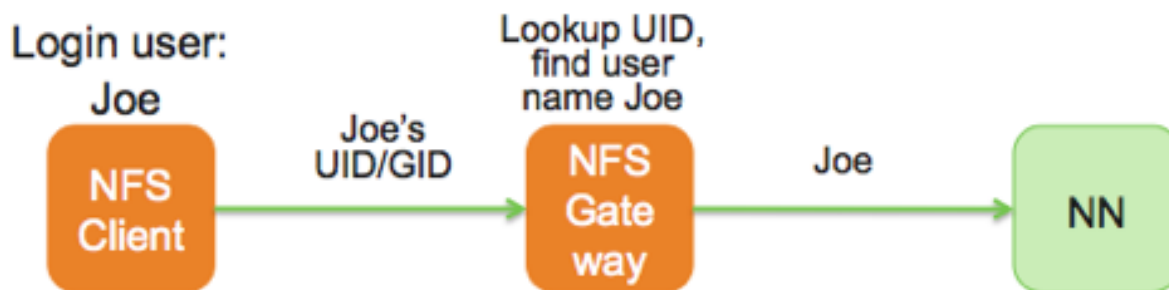 Login user:
Joe
NFS
Client
Joe's
UID/GID
Lookup UID,
find user
name Joe
NFS
Gate
way
Joe
NN